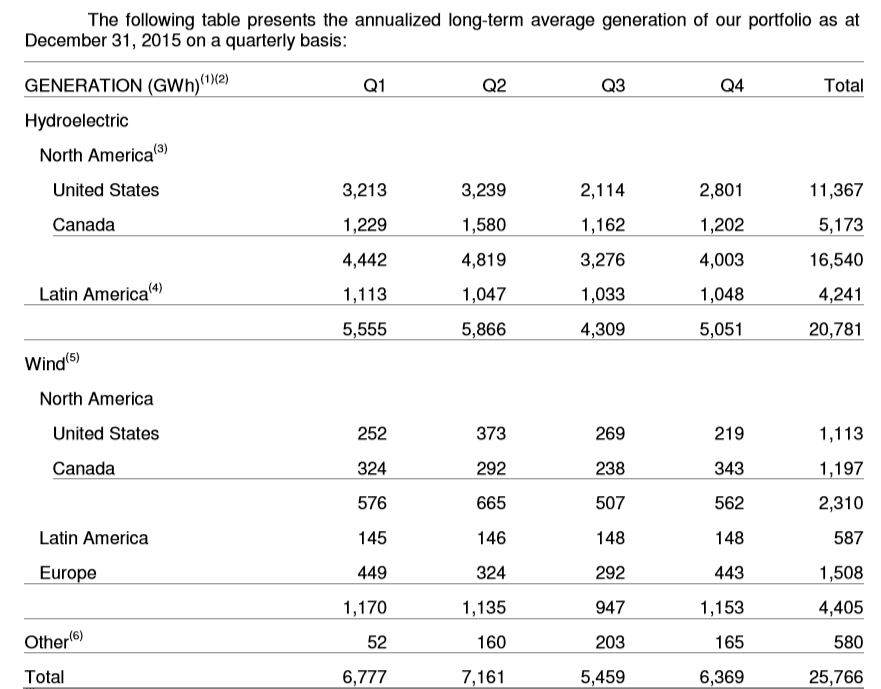 The following table presents the annualized long-term average generation of our portfolio as at
December 31, 2015 on a quarterly basis:
GENERATION (GWh)(1)(2) Q1 Q2 Q3 Q4 Total
Hydroelectric
North America(3)
United States 3,213 3,239 2,114 2,801 11,367
Canada 1,229 1,580 1,162 1,202 5,173
4,442 4,819 3,276 4,003 16,540
Latin America(4) 1,113 1,047 1,033 1,048 4,241
5,555 5,866 4,309 5,051 20,781
Wind(5)
North America
United States 252 373 269 219 1,113
Canada 324 292 238 343 1,197
576 665 507 562 2,310
Latin America 145 146 148 148 587
Europe 449 324 292 443 1,508
1,170 1,135 947 1,153 4,405
Other(6) 52 160 203 165 580
Total 6,777 7,161 5,459 6,369 25,766